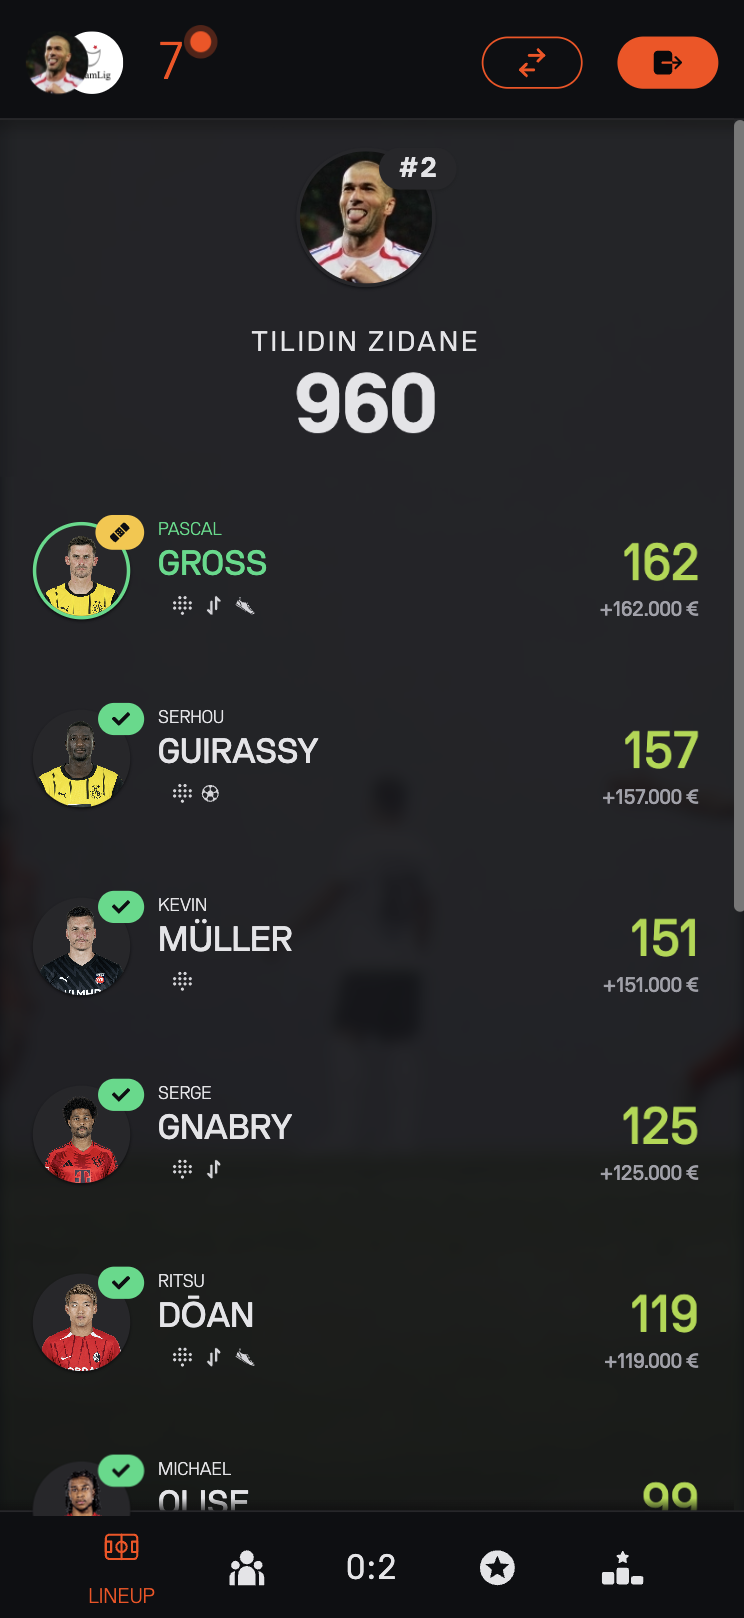 amLig
7
#2
TILIDIN ZIDANE
960
PASCAL
GROSS
162
+162.000 €
SERHOU
GUIRASSY
157
+157.000 €
KEVIN
MÜLLER
151
+151.000 €
SERGE
GNABRY
125
+125.000 €
RITSU
DŌAN
119
+119.000 €
MICHAEL
OLISE
99
0:2
LINEUP